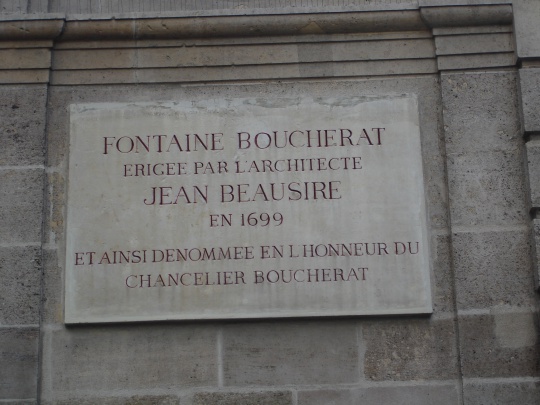 FONTAINE BOUCHERAT
ERIGEE PAR L'ARCHITECTE
JEAN BEAUSIRE
EN 1699
ET AINSI DENOMMEE EN L'HONNEUR DU
CHANCELIER BOUCHERAT